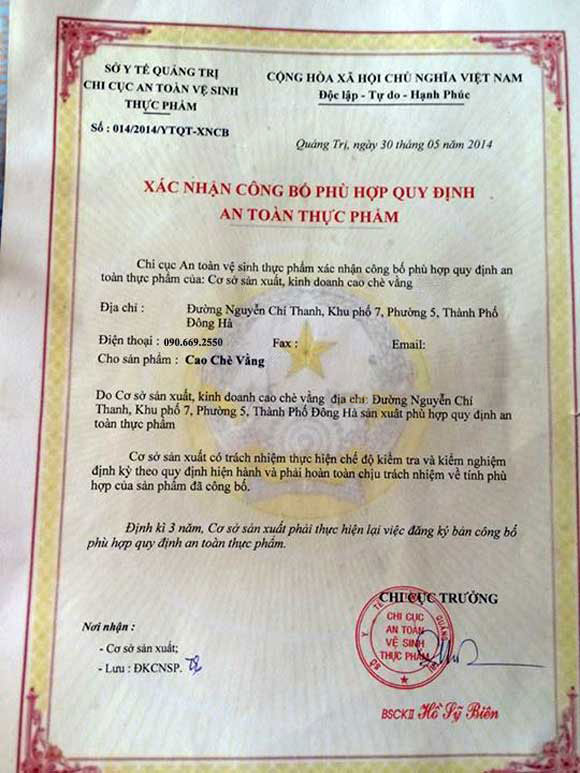 SỞ Y TẾ QUẢNG TRỊ
CHI CỤC AN TOÀN VỆ SINH
THỰC PHẨM
Số : 014/2014/YTQT-XNCB
CỘNG HÒA XÃ HỘI CHỦ NGHĨA VIỆT NAM
Độc lập - Tự do - Hạnh Phúc
Quảng Trị, ngày 30 tháng 05 năm 2014
XÁC NHẬN CÔNG BỐ PHÙ HỢP QUY ĐỊNH
AN TOÀN THỰC PHẨM
Chi cục An toàn vệ sinh thực phẩm xác nhận công bố phù hợp quy định an
toàn thực phẩm của: Cơ sở sản xuất, kinh doanh cao chè vằng
Địa chỉ : Đường Nguyễn Chí Thanh, Khu phố 7, Phường 5, Thành Phố
Đông Hà
Điện thoại : 090.669.2550 Fax : Email:
Cho sản phẩm : Cao Chè Vằng
Do Cơ sở sản xuất, kinh doanh cao chè vằng địa chỉ: Đường Nguyễn Chí
Thanh, Khu phố 7, Phường 5, Thành Phố Đông Hà sản xuất phù hợp quy định an
toàn thực phẩm
Cơ sở sản xuất có trách nhiệm thực hiện chế độ kiểm tra và kiểm nghiệm
định kỳ theo quy định hiện hành và phải hoàn toàn chịu trách nhiệm về tính phù
hợp của sản phẩm đã công bố.
Định kì 3 năm, Cơ sở sản xuất phải thực hiện lại việc đăng ký bản công bố
phù hợp quy định an toàn thực phẩm.
CHI CỤC TRƯỞNG
Nơi nhận :
- Cơ sở sản xuất;
- Lưu : ĐKCNSP.
SỞ Y TẾ QUẢNG TRỊ
CHI CỤC
AN TOÀN
VỆ SINH
THỰC PHẨM
BSCKII Hồ Sỹ Biên